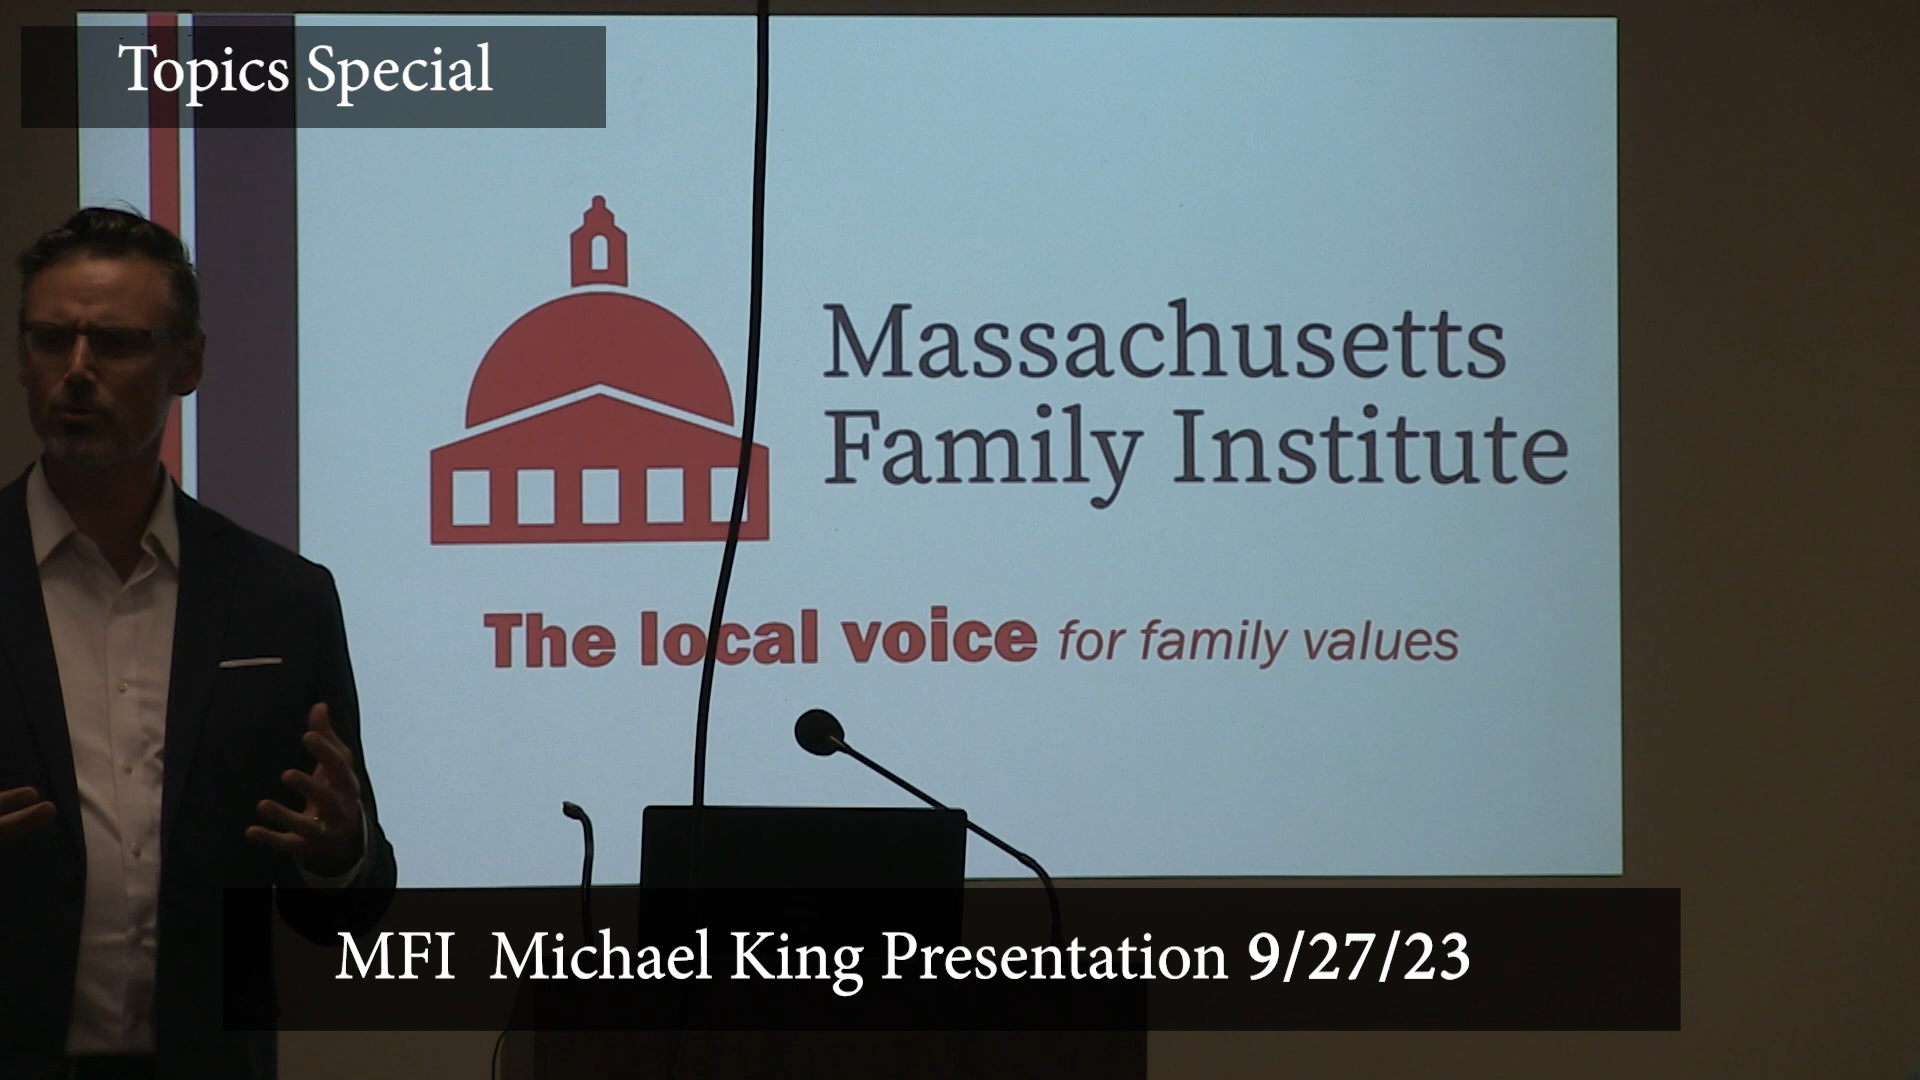 Topics Special
Massachusetts
Family Institute
The local voice for family values
MFI Michael King Presentation 9/27/23